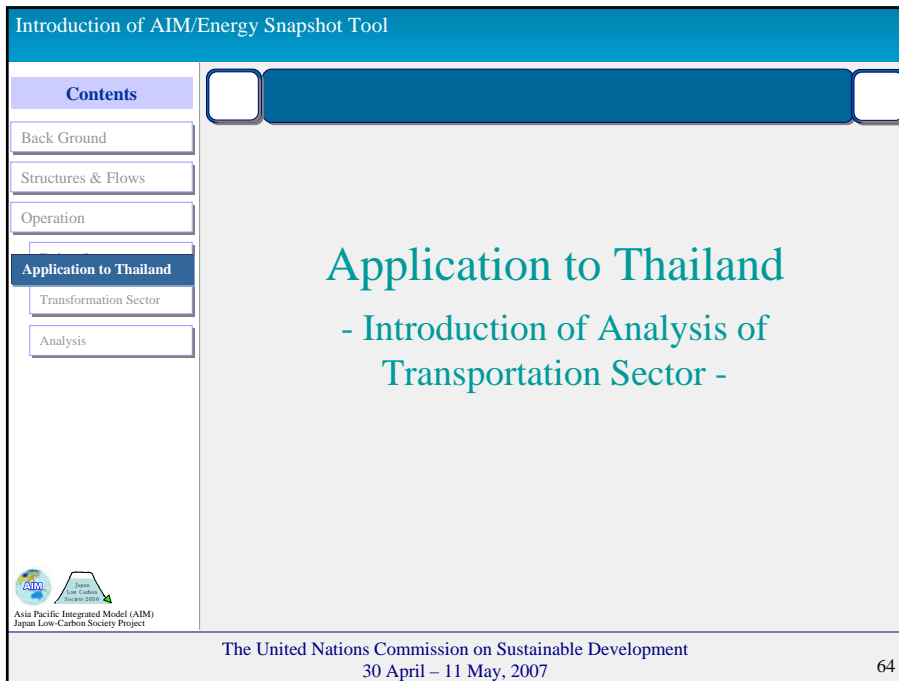 Introduction of AIM/Energy Snapshot Tool
Contents
Back Ground
Structures & Flows
Operation
Application to Thailand
Transformation Sector
Analysis
Application to Thailand
- Introduction of Analysis of
Transportation Sector -
AIM
Japan
Low Carbon
Society 2050
Asia Pacific Integrated Model (AIM)
Japan Low-Carbon Society Project
The United Nations Commission on Sustainable Development
30 April – 11 May, 2007
64